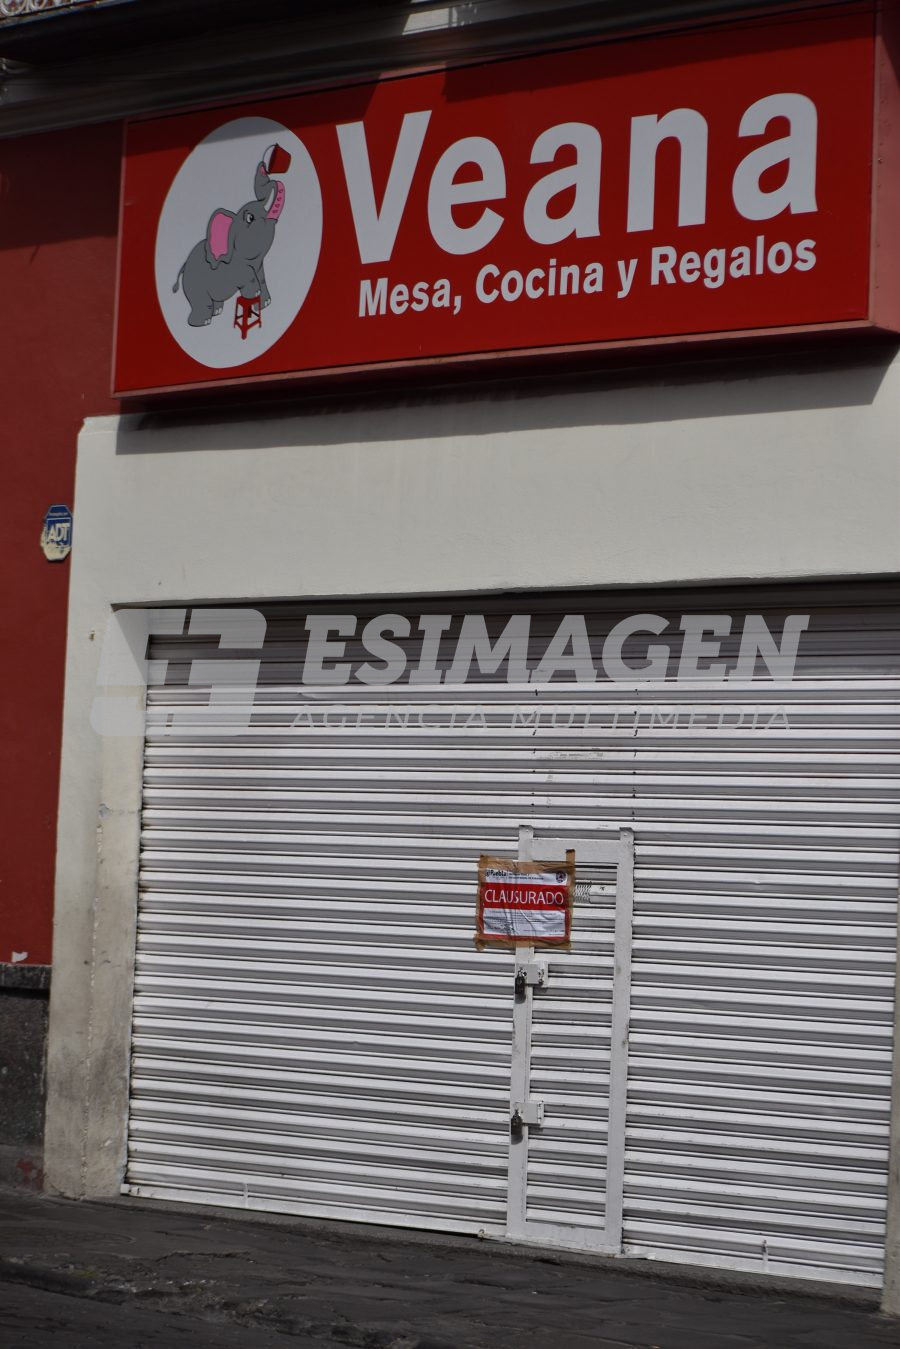 Veana
Mesa, Cocina y Regalos
ADT
ESIMAGEN
AGENCIA MULTIMEDIA
Puebla
CLAUSURADO